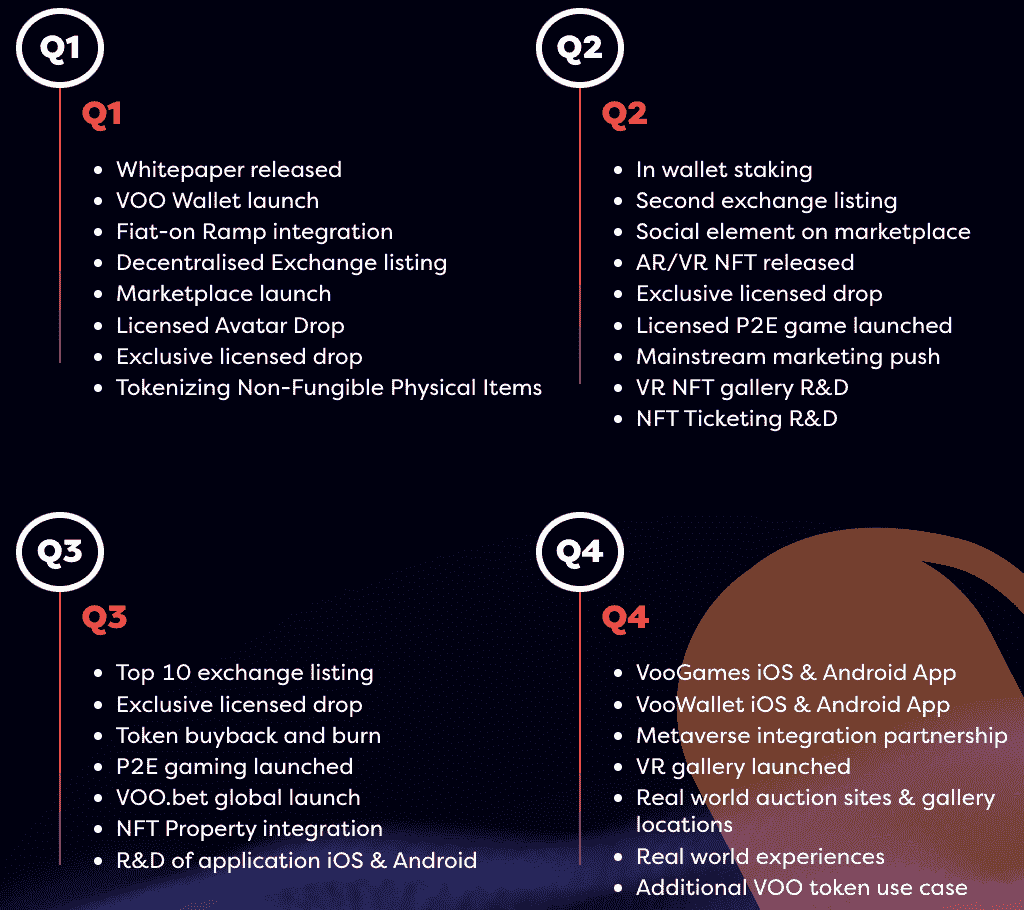 Q1
Q1
• Whitepaper released
• VOO Wallet launch
• Fiat-on Ramp integration
• Decentralised Exchange listing
• Marketplace launch
• Licensed Avatar Drop
• Exclusive licensed drop
• Tokenizing Non-Fungible Physical Items
Q2
Q2
• In wallet staking
• Second exchange listing
• Social element on marketplace
• AR/VR NFT released
• Exclusive licensed drop
• Licensed P2E game launched
• Mainstream marketing push
• VR NFT gallery R&D
• NFT Ticketing R&D
Q3
Q3
• Top 10 exchange listing
• Exclusive licensed drop
• Token buyback and burn
• P2E gaming launched
• VOO.bet global launch
• NFT Property integration
• R&D of application iOS & Android
Q4
Q4
• VooGames iOS & Android App
• VooWallet iOS & Android App
• Metaverse integration partnership
• VR gallery launched
• Real world auction sites & gallery
locations
• Real world experiences
• Additional VOO token use case